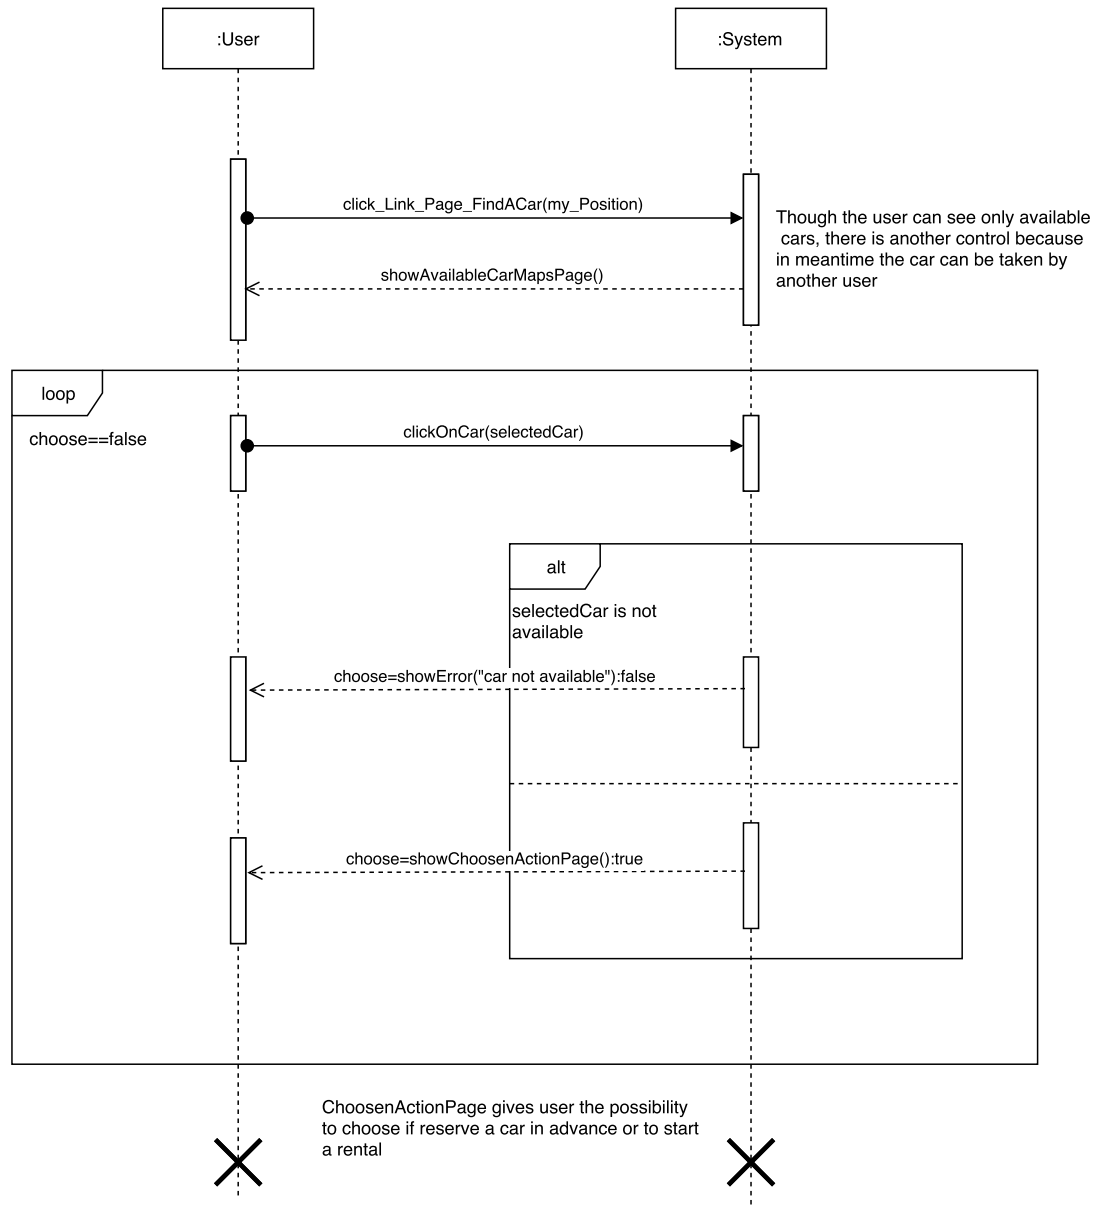 :User
:System
click_Link_Page_FindACar(my_Position)
Though the user can see only available
cars, there is another control because
in meantime the car can be taken by
another user
showAvailableCarMapsPage()
loop
choose==false
clickOnCar(selectedCar)
alt
selectedCar is not
available
choose=showError("car not available"):false
choose=showChoosenActionPage():true
ChoosenActionPage gives user the possibility
to choose if reserve a car in advance or to start
a rental